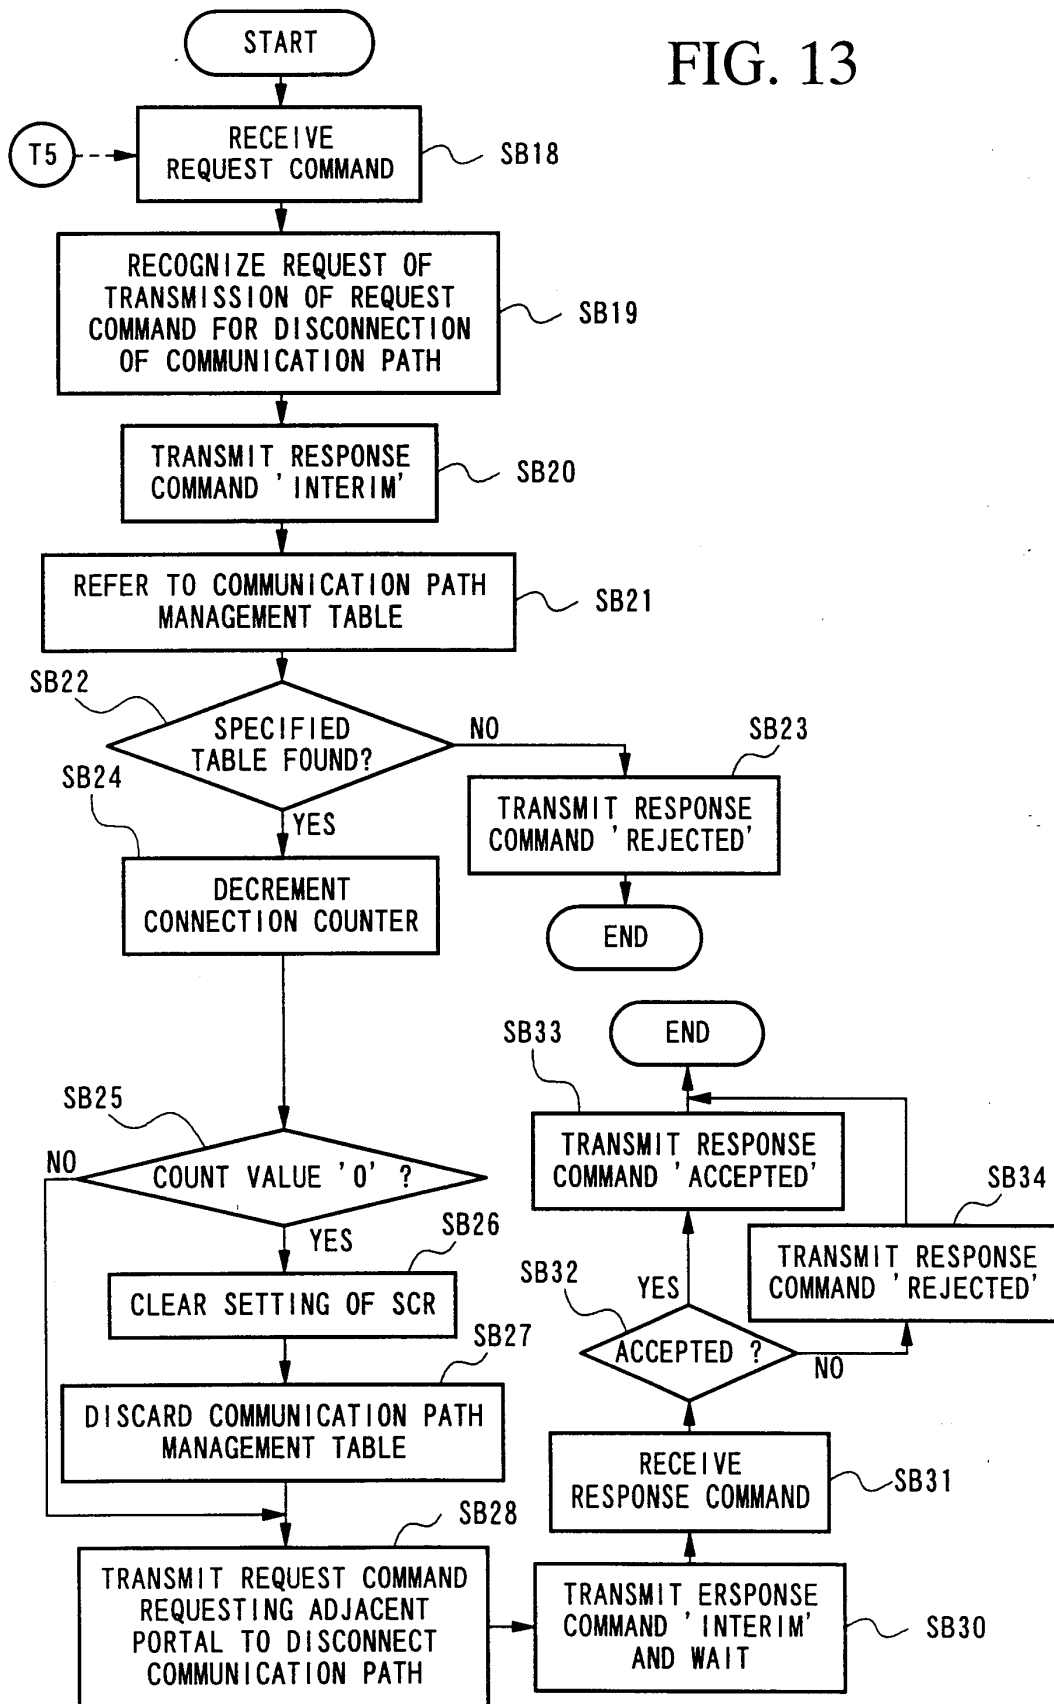 FIG. 13
START
T5
RECEIVE
REQUEST COMMAND
SB18
RECOGNIZE REQUEST OF
TRANSMISSION OF REQUEST
COMMAND FOR DISCONNECTION
OF COMMUNICATION PATH
SB19
TRANSMIT RESPONSE
COMMAND 'INTERIM'
SB20
REFER TO COMMUNICATION PATH
MANAGEMENT TABLE
SB21
SB22
SPECIFIED
TABLE FOUND?
NO
YES
SB23
TRANSMIT RESPONSE
COMMAND 'REJECTED'
END
SB24
DECREMENT
CONNECTION COUNTER
SB25
COUNT VALUE '0' ?
NO
YES
SB26
CLEAR SETTING OF SCR
SB27
DISCARD COMMUNICATION PATH
MANAGEMENT TABLE
SB28
TRANSMIT REQUEST COMMAND
REQUESTING ADJACENT
PORTAL TO DISCONNECT
COMMUNICATION PATH
TRANSMIT ERSPONSE
COMMAND 'INTERIM'
AND WAIT
SB30
RECEIVE
RESPONSE COMMAND
SB31
SB32
ACCEPTED ?
YES
NO
SB33
TRANSMIT RESPONSE
COMMAND 'ACCEPTED'
SB34
TRANSMIT RESPONSE
COMMAND 'REJECTED'
END